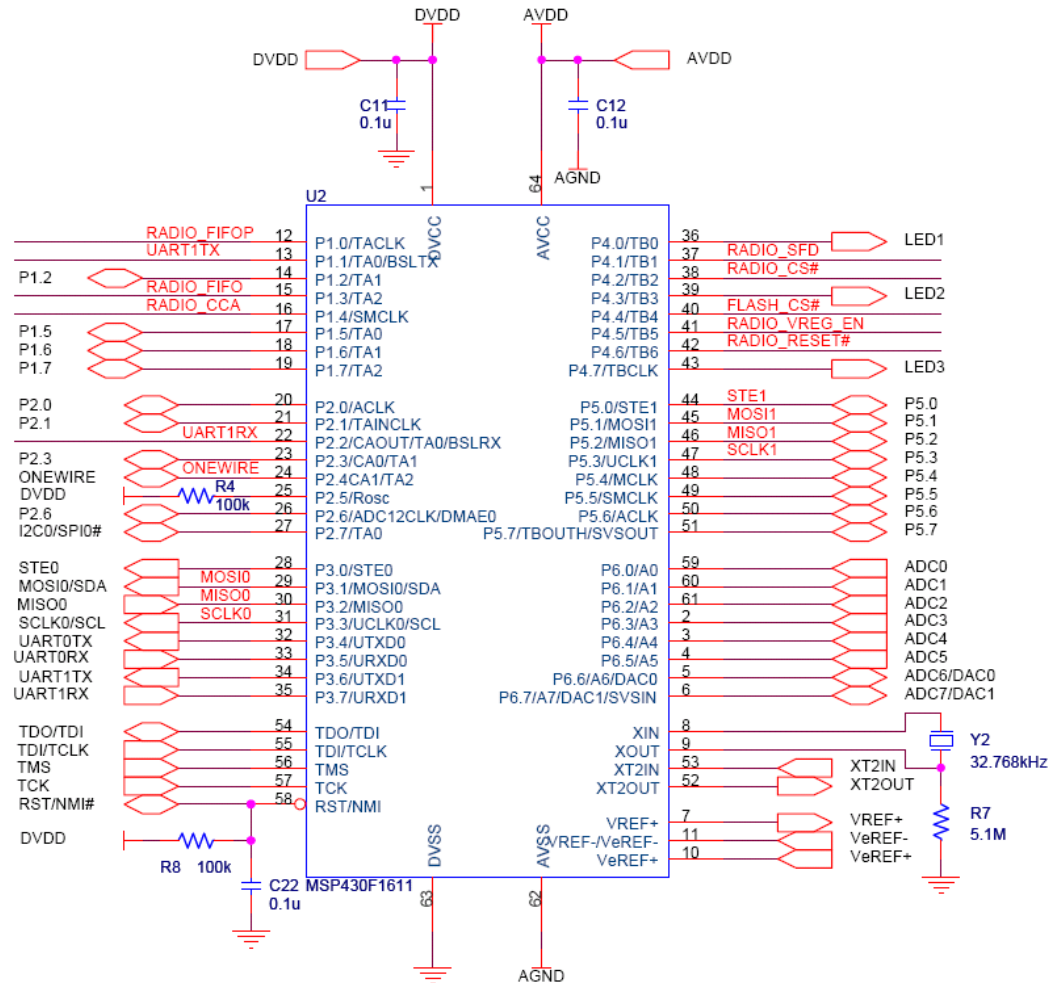 DVDD AVDD
DVDD AVDD
C11
0.1u
C12
0.1u
AGND
1 64
U2
DVCC AVCC
RADIO_FIFOP 12 P1.0/TACLK
UART1TX 13 P1.1/TA0/BSLTX
P1.2 14 P1.2/TA1
RADIO_FIFO 15 P1.3/TA2
RADIO_CCA 16 P1.4/SMCLK
P1.5 17 P1.5/TA0
P1.6 18 P1.6/TA1
P1.7 19 P1.7/TA2
P2.0 20 P2.0/ACLK
P2.1 21 P2.1/TAINCLK
UART1RX 22 P2.2/CAOUT/TA0/BSLRX
P2.3 23 P2.3/CA0/TA1
ONEWIRE ONEWIRE 24 P2.4CA1/TA2
DVDD R4 100k 25 P2.5/Rosc
P2.6 26 P2.6/ADC12CLK/DMAE0
I2C0/SPI0# 27 P2.7/TA0
STE0 28 P3.0/STE0
MOSI0/SDA MOSI0 29 P3.1/MOSI0/SDA
MISO0 MISO0 30 P3.2/MISO0
SCLK0/SCL SCLK0 31 P3.3/UCLK0/SCL
UART0TX 32 P3.4/UTXD0
UART0RX 33 P3.5/URXD0
UART1TX 34 P3.6/UTXD1
UART1RX 35 P3.7/URXD1
TDO/TDI 54 TDO/TDI
TDI/TCLK 55 TDI/TCLK
TMS 56 TMS
TCK 57 TCK
RST/NMI# 58 RST/NMI
DVDD
R8 100k
C22
0.1u
MSP430F1611
P4.0/TB0 36 LED1
P4.1/TB1 37 RADIO_SFD
P4.2/TB2 38 RADIO_CS#
P4.3/TB3 39 LED2
P4.4/TB4 40 FLASH_CS#
P4.5/TB5 41 RADIO_VREG_EN
P4.6/TB6 42 RADIO_RESET#
P4.7/TBCLK 43 LED3
P5.0/STE1 44 STE1 P5.0
P5.1/MOSI1 45 MOSI1 P5.1
P5.2/MISO1 46 MISO1 P5.2
P5.3/UCLK1 47 SCLK1 P5.3
P5.4/MCLK 48 P5.4
P5.5/SMCLK 49 P5.5
P5.6/ACLK 50 P5.6
P5.7/TBOUTH/SVSOUT 51 P5.7
P6.0/A0 59 ADC0
P6.1/A1 60 ADC1
P6.2/A2 61 ADC2
P6.3/A3 2 ADC3
P6.4/A4 3 ADC4
P6.5/A5 4 ADC5
P6.6/A6/DAC0 5 ADC6/DAC0
P6.7/A7/DAC1/SVSIN 6 ADC7/DAC1
XIN 8
XOUT 9
Y2
32.768kHz
XT2IN 53 XT2IN
XT2OUT 52 XT2OUT
VREF+ 7 VREF+
VREF-/VeREF- 11 VeREF-
VeREF+ 10 VeREF+
R7
5.1M
DVSS AVSS
63 62
AGND